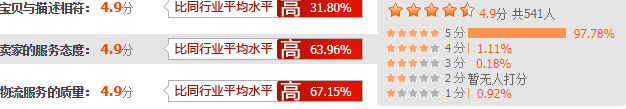 宝贝与描述相符： 4.9分 比同行业平均水平 高 31.80%
卖家的服务态度： 4.9分 比同行业平均水平 高 63.96%
物流服务的质量： 4.9分 比同行业平均水平 高 67.15%
4.9分 共541人
5分 97.78%
4分 1.11%
3分 0.18%
2分 暂无人打分
1分 0.92%